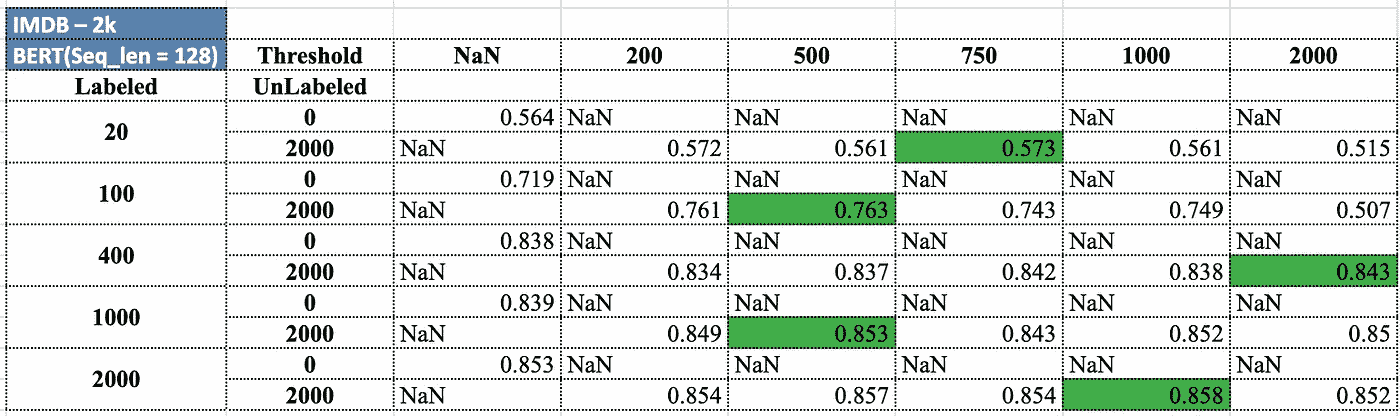 IMDB – 2k
BERT(Seq_len = 128) Threshold NaN 200 500 750 1000 2000
Labeled UnLabeled
20 0 0.564 NaN NaN NaN NaN NaN
2000 NaN 0.572 0.561 0.573 0.561 0.515
100 0 0.719 NaN NaN NaN NaN NaN
2000 NaN 0.761 0.763 0.743 0.749 0.507
400 0 0.838 NaN NaN NaN NaN NaN
2000 NaN 0.834 0.837 0.842 0.838 0.843
1000 0 0.839 NaN NaN NaN NaN NaN
2000 NaN 0.849 0.853 0.843 0.852 0.85
2000 0 0.853 NaN NaN NaN NaN NaN
2000 NaN 0.854 0.857 0.854 0.858 0.852